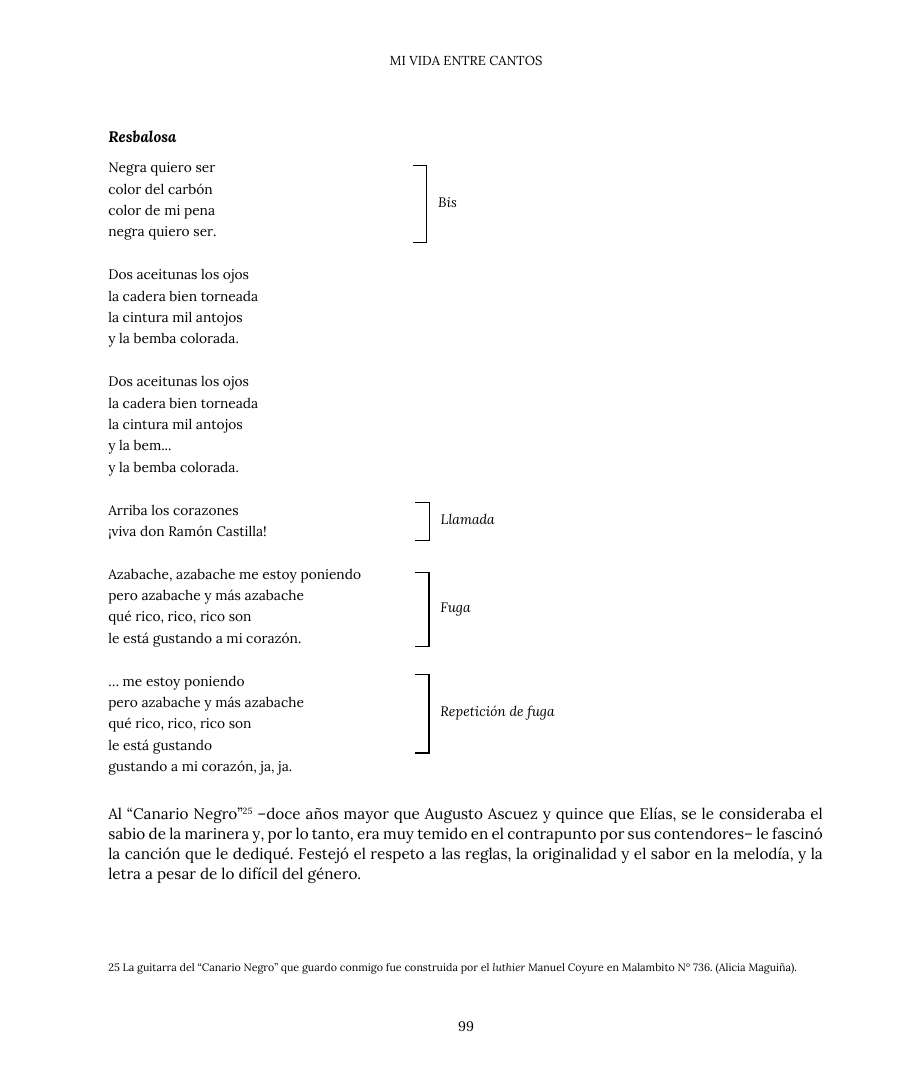 MI VIDA ENTRE CANTOS
Resbalosa
Negra quiero ser
color del carbón
color de mi pena
negra quiero ser.
Bis
Dos aceitunas los ojos
la cadera bien torneada
la cintura mil antojos
y la bemba colorada.
Dos aceitunas los ojos
la cadera bien torneada
la cintura mil antojos
y la bem...
y la bemba colorada.
Arriba los corazones
¡viva don Ramón Castilla!
Llamada
Azabache, azabache me estoy poniendo
pero azabache y más azabache
qué rico, rico, rico son
le está gustando a mi corazón.
Fuga
... me estoy poniendo
pero azabache y más azabache
qué rico, rico, rico son
le está gustando
gustando a mi corazón, ja, ja.
Repetición de fuga
Al “Canario Negro”25 –doce años mayor que Augusto Ascuez y quince que Elías, se le consideraba el
sabio de la marinera y, por lo tanto, era muy temido en el contrapunto por sus contendores– le fascinó
la canción que le dediqué. Festejó el respeto a las reglas, la originalidad y el sabor en la melodía, y la
letra a pesar de lo difícil del género.
25 La guitarra del “Canario Negro” que guardo conmigo fue construida por el luthier Manuel Coyure en Malambito N° 736. (Alicia Maguiña).
99